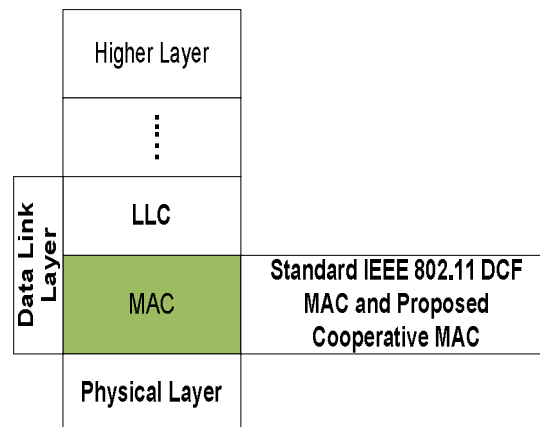 Higher Layer
.....
Data Link
Layer
LLC
MAC
Standard IEEE 802.11 DCF
MAC and Proposed
Cooperative MAC
Physical Layer